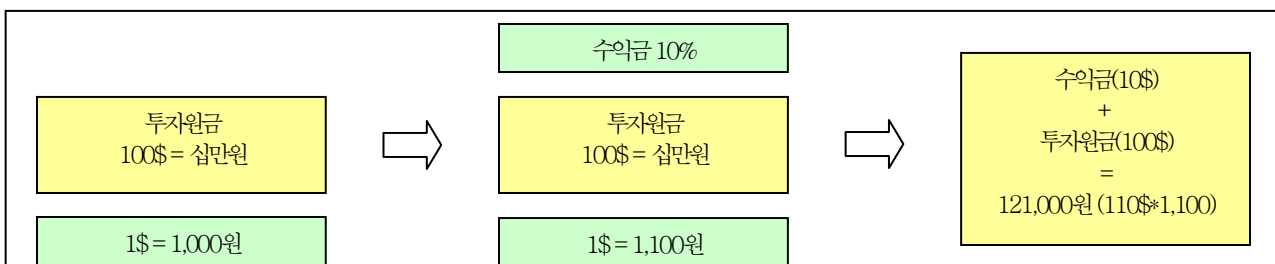 투자원금
100$ = 십만원
1$ = 1,000원
수익금 10%
투자원금
100$ = 십만원
1$ = 1,100원
수익금(10$)
+
투자원금(100$)
=
121,000원 (110$*1,100)